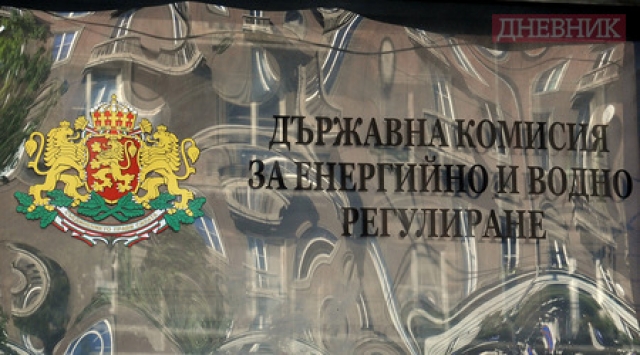 ДНЕВНИК
ДЪРЖАВНА КОМИСИЯ
ЗА ЕНЕРГИЙНО И ВОДНО
РЕГУЛИРАНЕ